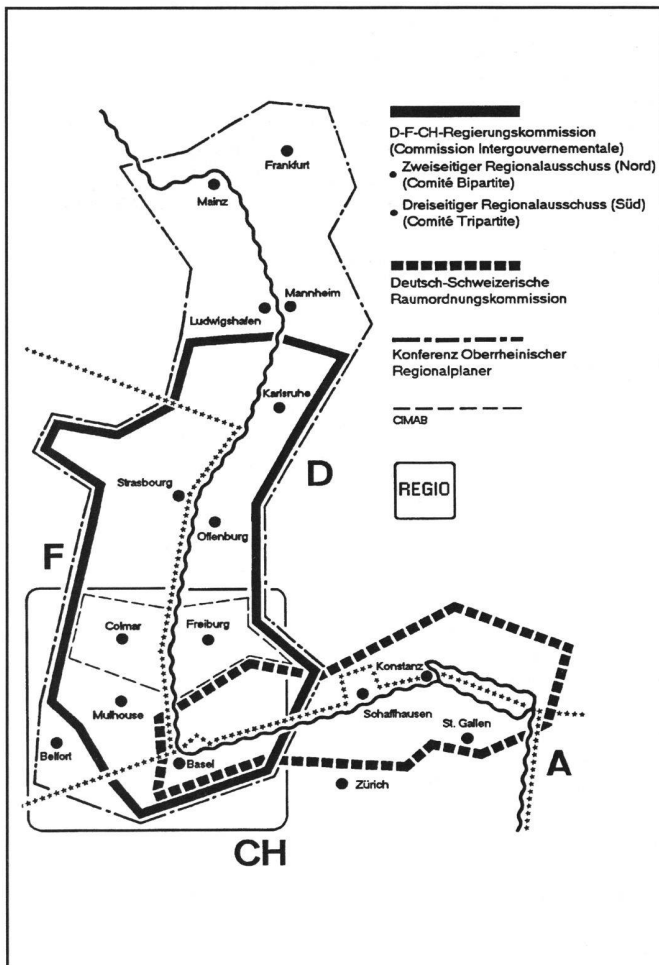 Frankfurt
Mainz
Mannheim
Ludwigshafen
Karlsruhe
Strasbourg
D
Offenburg
F
Colmar
Freiburg
Mulhouse
Belfort
Basel
Konstanz
Schaffhausen
St. Gallen
Zürich
A
CH
D-F-CH-Regierungskommission
(Commission Intergouvernementale)
Zweiseitiger Regionalausschuss (Nord)
(Comité Bipartite)
Dreiseitiger Regionalausschuss (Süd)
(Comité Tripartite)
Deutsch-Schweizerische
Raumordnungskommission
Konferenz Oberrheinischer
Regionalplaner
CIMAB
REGIO